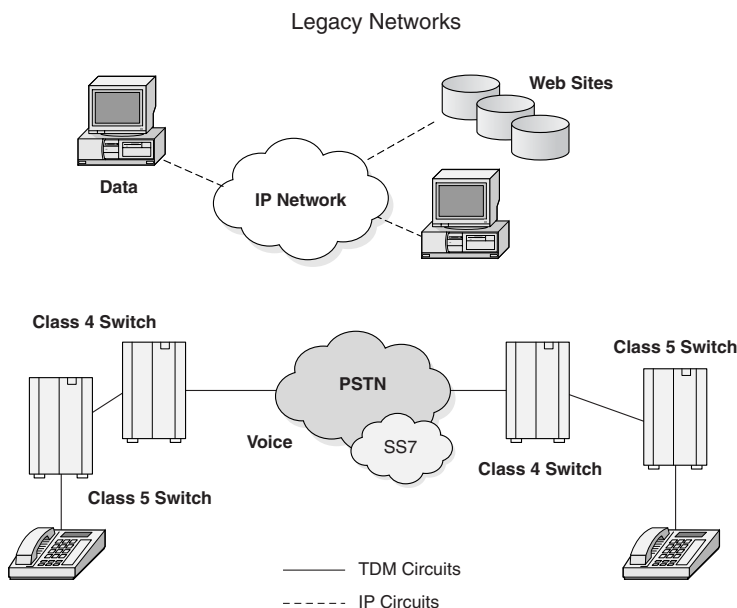 Legacy Networks
Web Sites
Data
IP Network
Class 4 Switch
Class 5 Switch
PSTN
Voice
SS7
Class 4 Switch
Class 5 Switch
TDM Circuits
IP Circuits